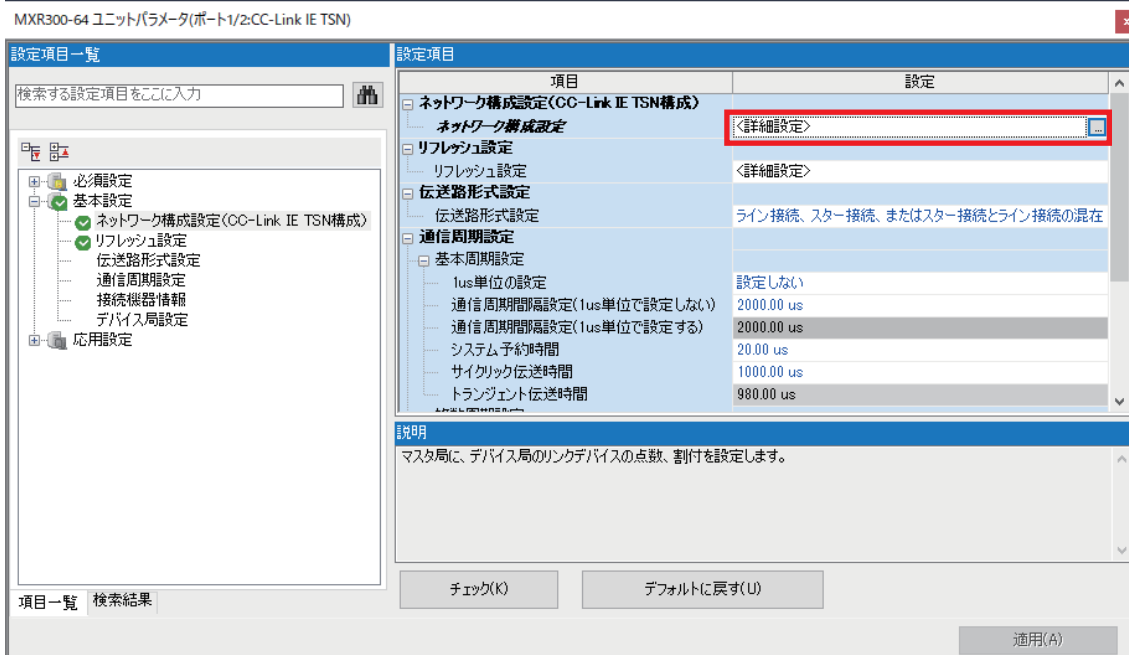 MXR300-64 ユニットパラメータ(ポート1/2:CC-Link IE TSN)
設定項目一覧
検索する設定項目をここに入力
必須設定
基本設定
ネットワーク構成設定(CC-Link IE TSN構成)
リフレッシュ設定
伝送路形式設定
通信周期設定
接続機器情報
デバイス局設定
応用設定
項目一覧 検索結果
設定項目
項目 設定
ネットワーク構成設定(CC-Link IE TSN構成)
ネットワーク構成設定 <詳細設定> ...
リフレッシュ設定
リフレッシュ設定 <詳細設定>
伝送路形式設定
伝送路形式設定 ライン接続、スター接続、またはスター接続とライン接続の混在
通信周期設定
基本周期設定
1us単位の設定 設定しない
通信周期間隔設定(1us単位で設定しない) 2000.00 us
通信周期間隔設定(1us単位で設定する) 2000.00 us
システム予約時間 20.00 us
サイクリック伝送時間 1000.00 us
トランジェント伝送時間 980.00 us
説明
マスタ局に、デバイス局のリンクデバイスの点数、割付を設定します。
チェック(K) デフォルトに戻す(U)
適用(A)